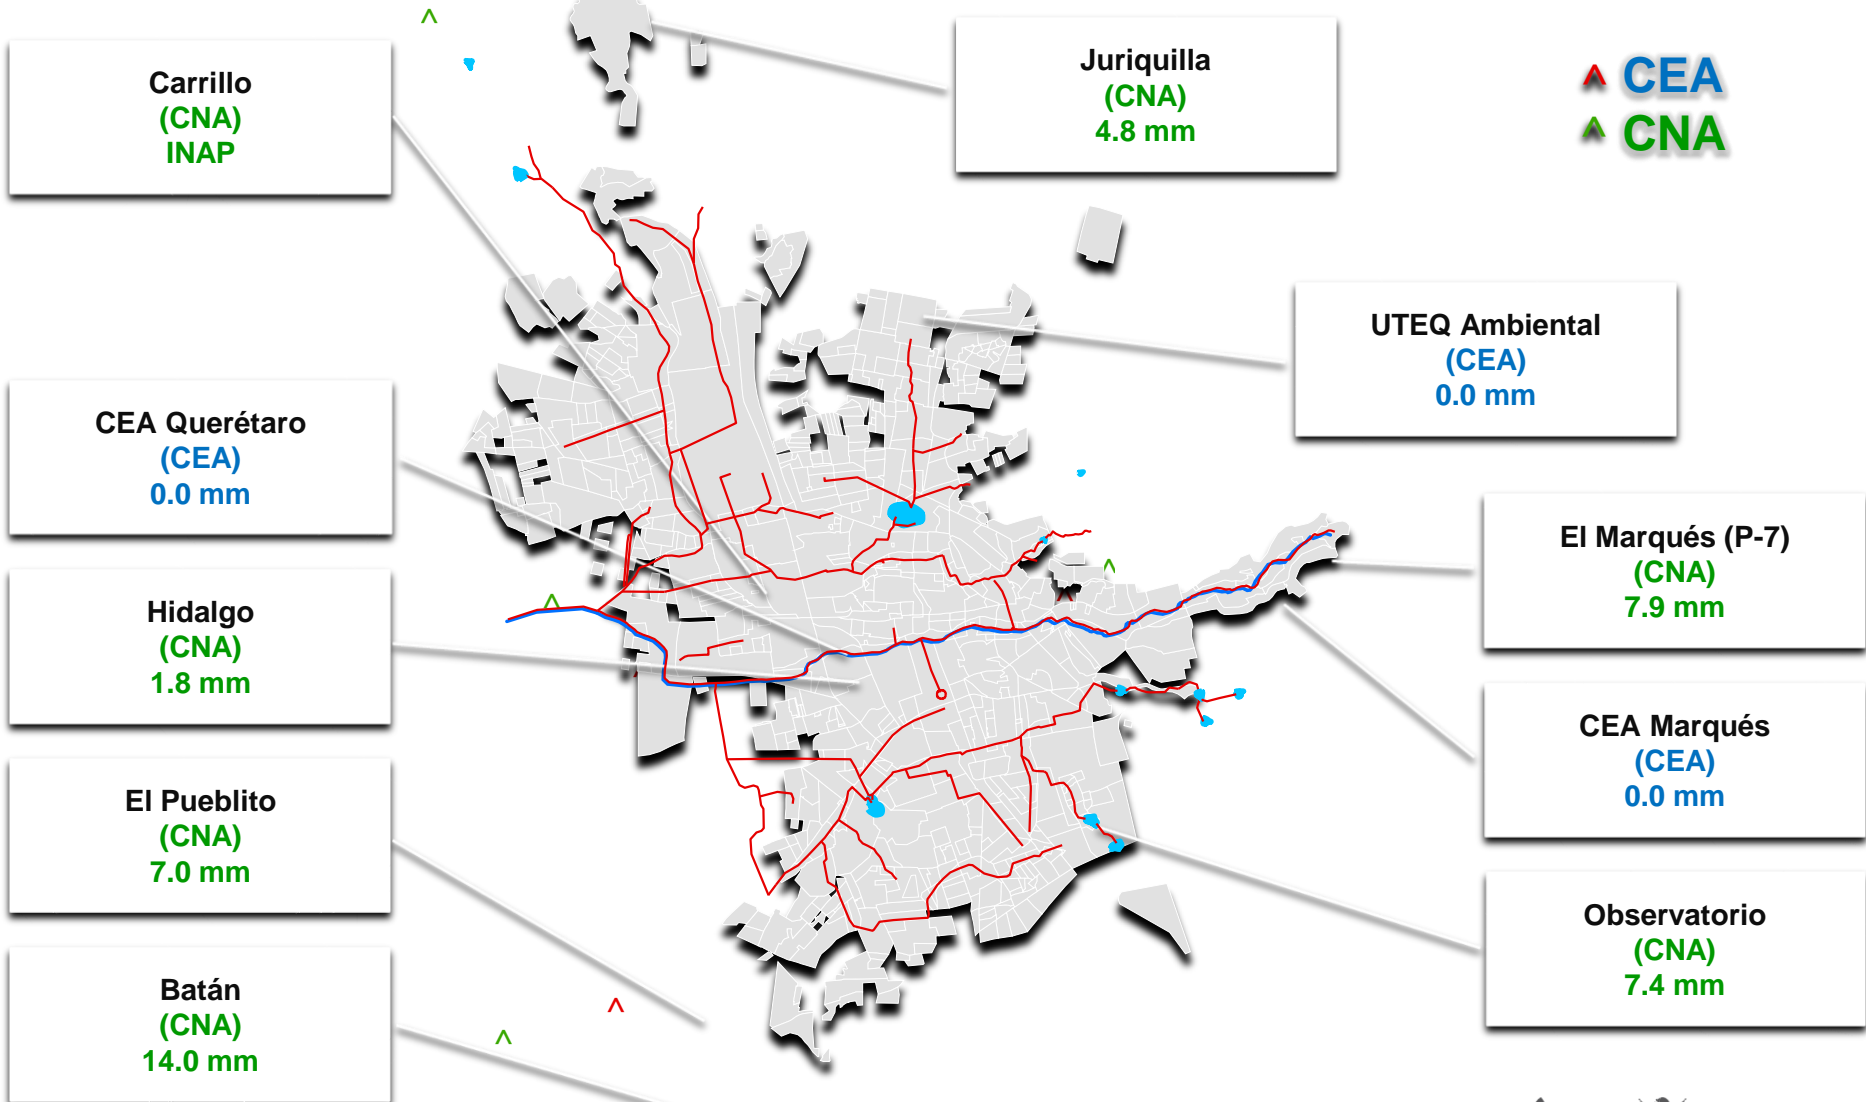 Carrillo
(CNA)
INAP
Juriquilla
(CNA)
4.8 mm
CEA
CNA
UTEQ Ambiental
(CEA)
0.0 mm
CEA Querétaro
(CEA)
0.0 mm
El Marqués (P-7)
(CNA)
7.9 mm
Hidalgo
(CNA)
1.8 mm
CEA Marqués
(CEA)
0.0 mm
El Pueblito
(CNA)
7.0 mm
Observatorio
(CNA)
7.4 mm
Batán
(CNA)
14.0 mm